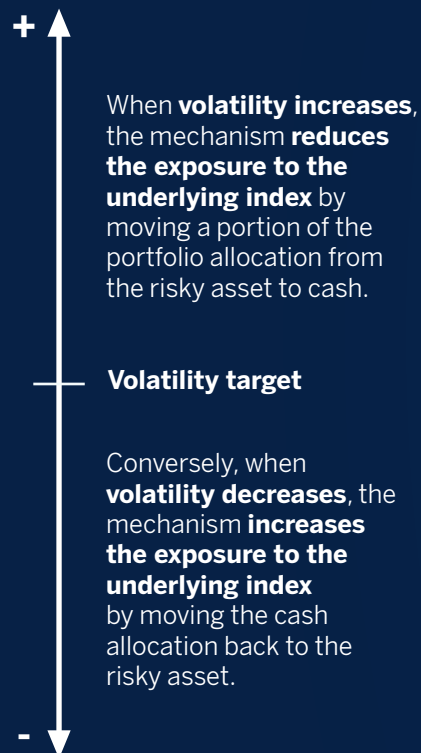 +
When volatility increases,
the mechanism reduces
the exposure to the
underlying index by
moving a portion of the
portfolio allocation from
the risky asset to cash.
Volatility target
Conversely, when
volatility decreases, the
mechanism increases
the exposure to the
underlying index
by moving the cash
allocation back to the
risky asset.
-